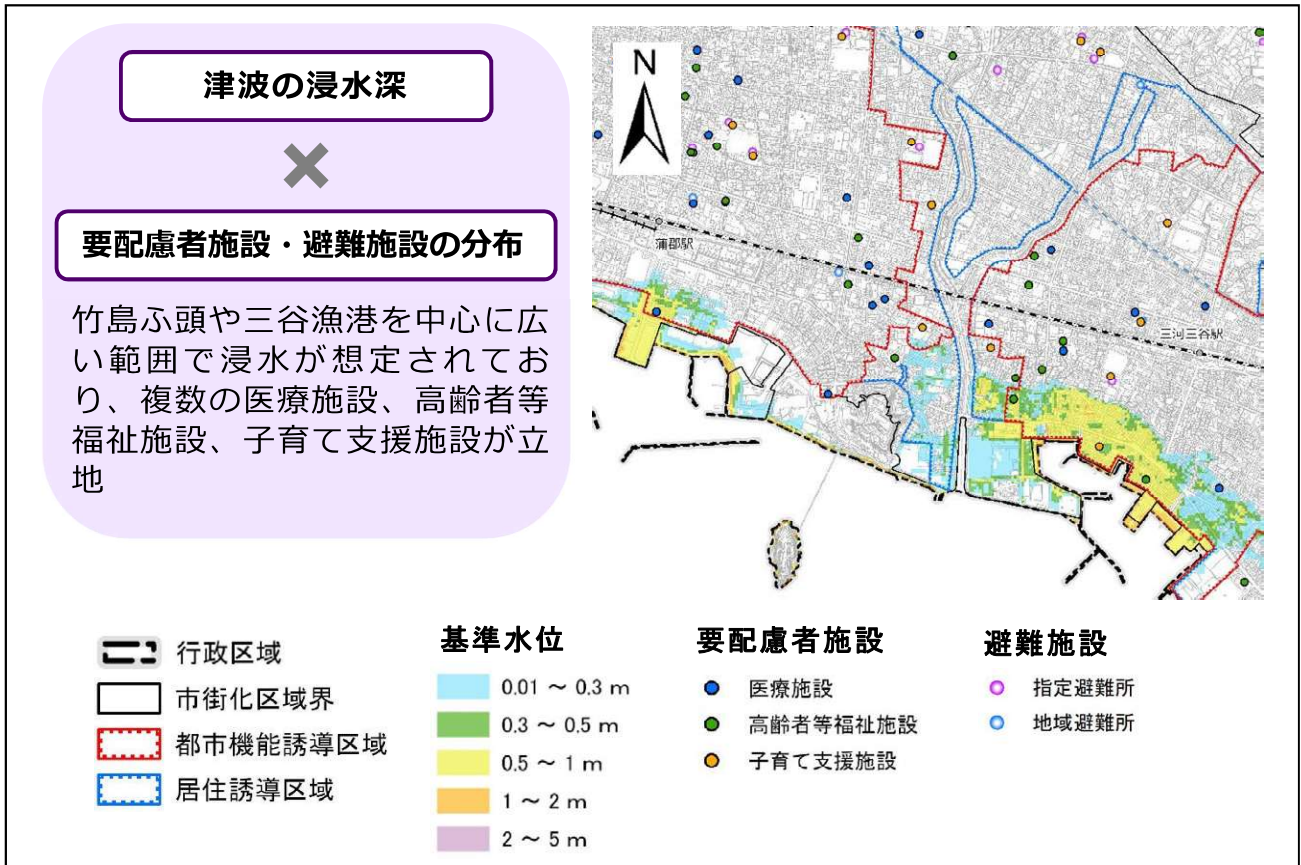 津波の浸水深
×
要配慮者施設・避難施設の分布
竹島ふ頭や三谷漁港を中心に広
い範囲で浸水が想定されてお
り、複数の医療施設、高齢者等
福祉施設、子育て支援施設が立
地
N
蒲郡駅
三河三谷駅
行政区域
市街化区域界
都市機能誘導区域
居住誘導区域
基準水位
0.01 ～ 0.3 m
0.3 ～ 0.5 m
0.5 ～ 1 m
1 ～ 2 m
2 ～ 5 m
要配慮者施設
医療施設
高齢者等福祉施設
子育て支援施設
避難施設
指定避難所
地域避難所